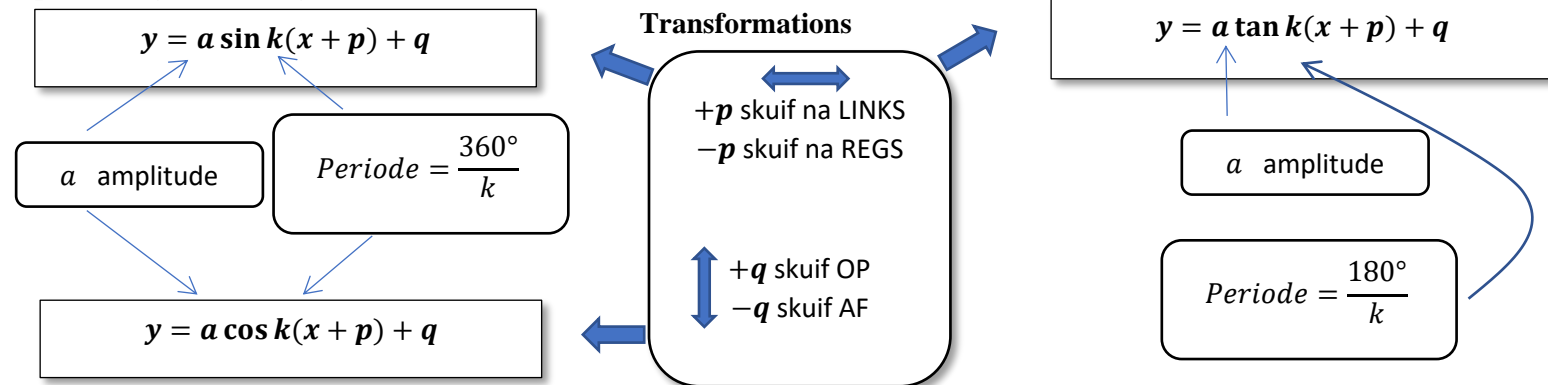 y = a sin k(x + p) + q
a amplitude
Periode = 360° / k
y = a cos k(x + p) + q
Transformations
+p skuif na LINKS
−p skuif na REGS
+q skuif OP
−q skuif AF
y = a tan k(x + p) + q
a amplitude
Periode = 180° / k